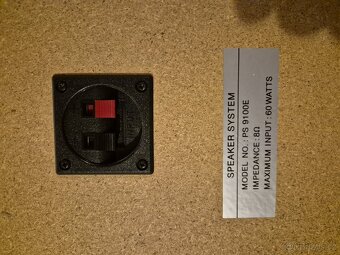 SPEAKER SYSTEM
MODEL NO.: PS 9100E
IMPEDANCE: 8Ω
MAXIMUM INPUT: 60 WATTS